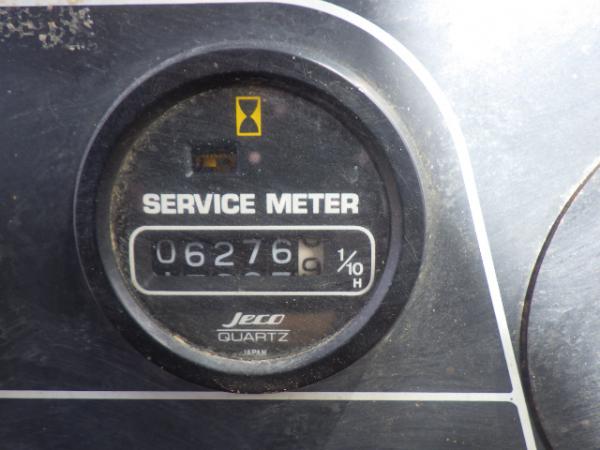 SERVICE METER
06276 1/10
H
Jeco
QUARTZ
JAPAN